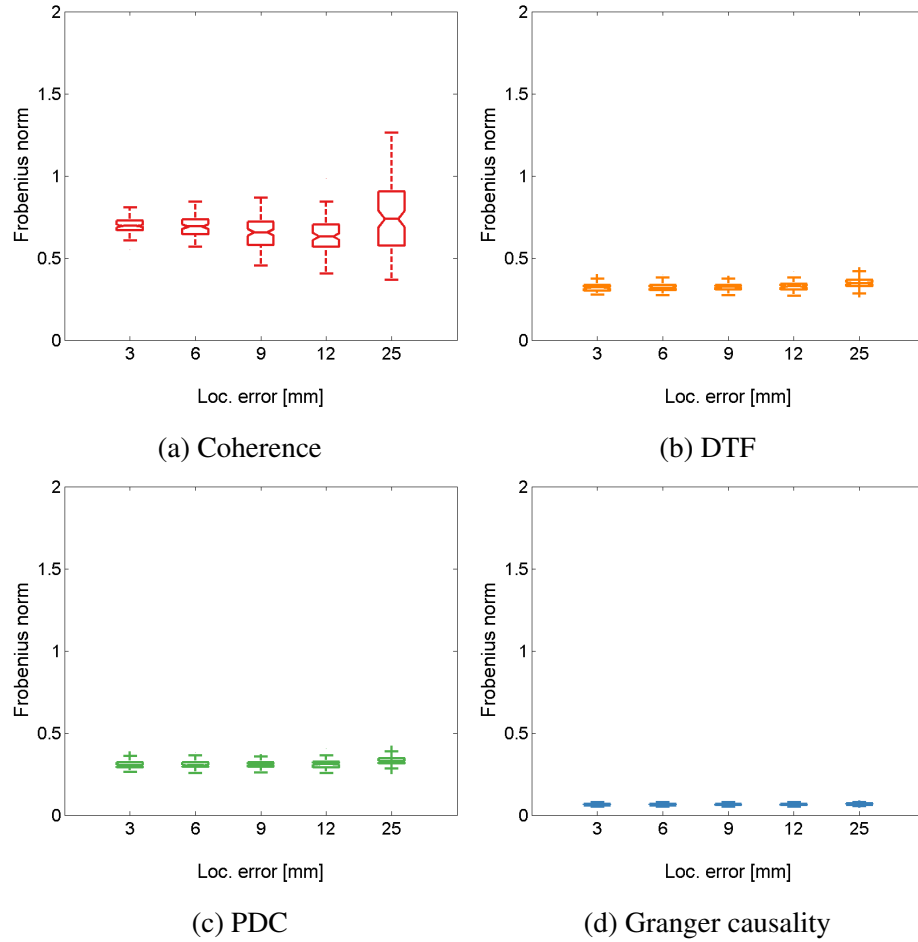 2
1.5
1
0.5
0
Frobenius norm
3 6 9 12 25
Loc. error [mm]
(a) Coherence
2
1.5
1
0.5
0
Frobenius norm
3 6 9 12 25
Loc. error [mm]
(b) DTF
2
1.5
1
0.5
0
Frobenius norm
3 6 9 12 25
Loc. error [mm]
(c) PDC
2
1.5
1
0.5
0
Frobenius norm
3 6 9 12 25
Loc. error [mm]
(d) Granger causality